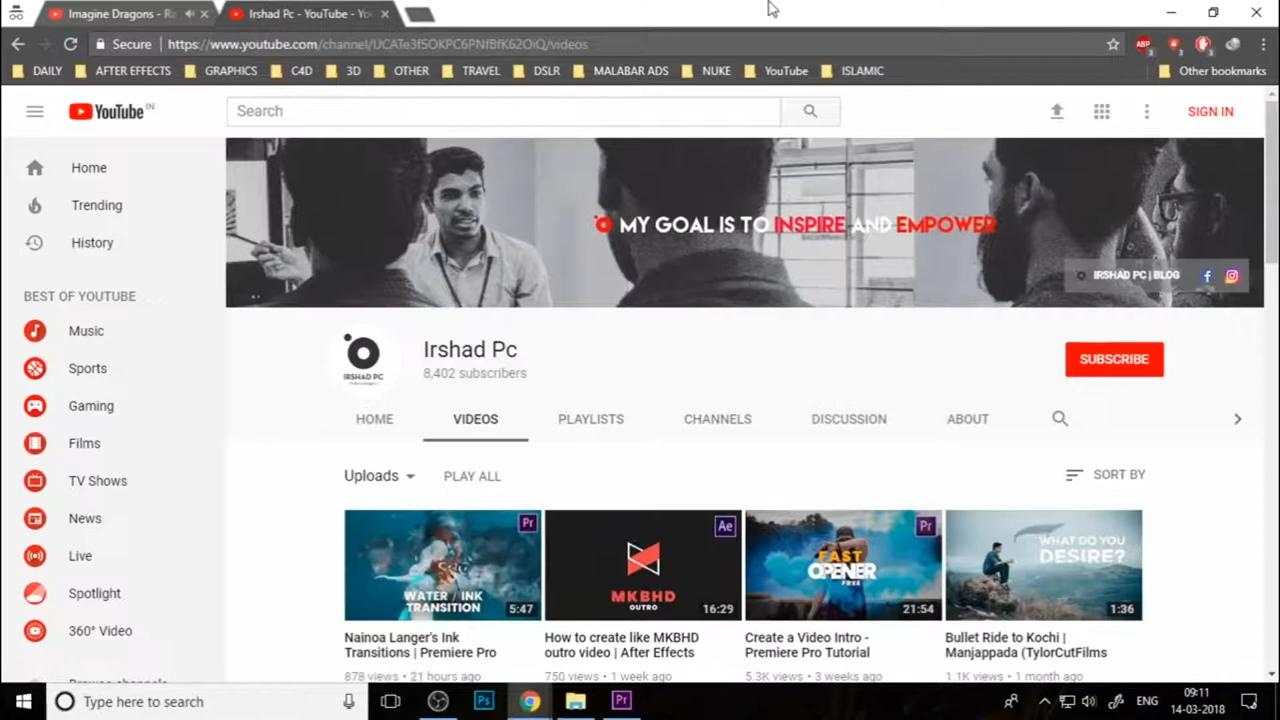 Imagine Dragons - R
Irshad Pc - YouTube - Yo
Secure https://www.youtube.com/channel/UCATe3f5OKPC6PNfBfK62OiQ/videos
ABP
DAILY AFTER EFFECTS GRAPHICS C4D 3D OTHER TRAVEL DSLR MALABAR ADS NUKE YouTube ISLAMIC Other bookmarks
YouTube IN
Search
SIGN IN
Home
Trending
History
BEST OF YOUTUBE
Music
Sports
Gaming
Films
TV Shows
News
Live
Spotlight
360° Video
MY GOAL IS TO INSPIRE AND EMPOWER
IRSHAD PC | BLOG
IRSHAD PC
Irshad Pc
8,402 subscribers
SUBSCRIBE
HOME VIDEOS PLAYLISTS CHANNELS DISCUSSION ABOUT
Uploads PLAY ALL SORT BY
Pr
WATER / INK
TRANSITION
5:47
Nainoa Langer's Ink
Transitions | Premiere Pro
878 views • 21 hours ago
Ae
MKBHD
OUTRO
16:29
How to create like MKBHD
outro video | After Effects
750 views • 1 week ago
Pr
FAST
OPENER
FREE
21:54
Create a Video Intro -
Premiere Pro Tutorial
5.3K views • 3 weeks ago
WHAT DO YOU
DESIRE?
1:36
Bullet Ride to Kochi |
Manjappada (TylorCutFilms
1.1K views • 1 month ago
Type here to search
Ps
Pr
ENG
09:11
14-03-2018